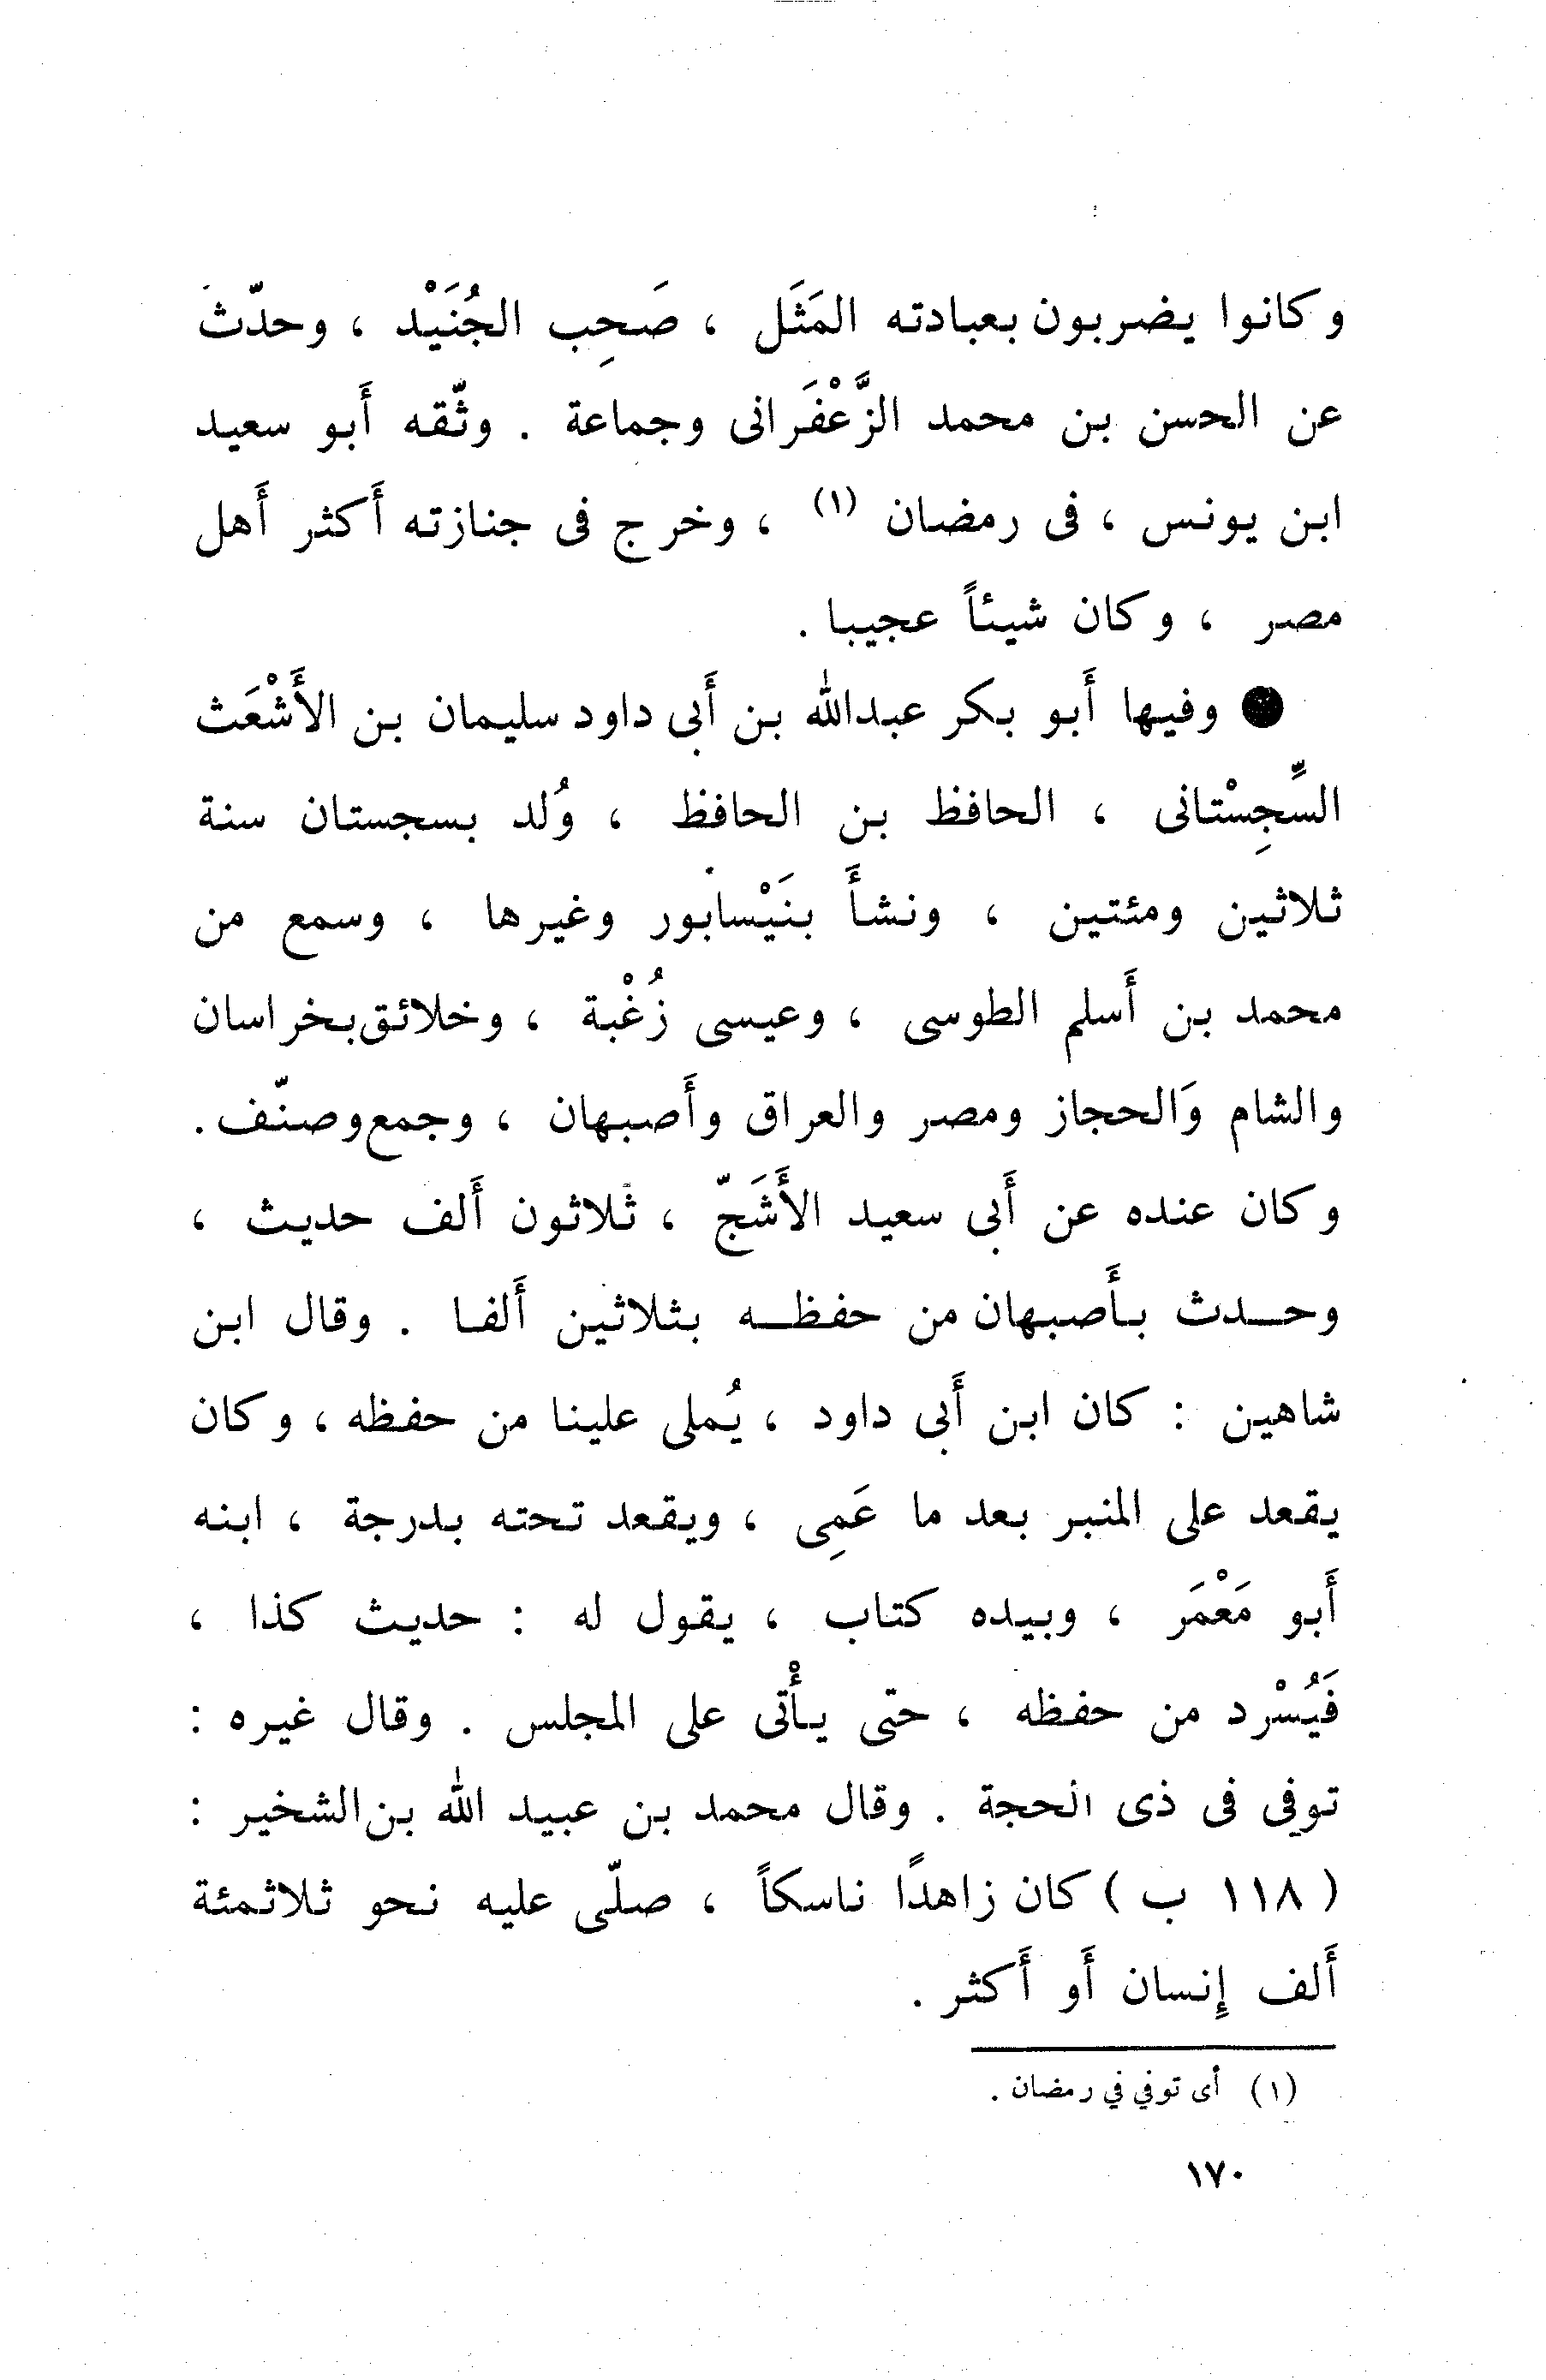 وكانوا يضربون بعبادته المَثَل ، صَحِب الجُنَيْد ، وحدّث
عن الحسن بن محمد الزَّعْفَرانى وجماعة . وثّقه أَبو سعيد
ابن يونس ، فى رمضان (١) ، وخرج فى جنازته أَكثر أَهل
مصر ، وكان شيئاً عجيبا .
● وفيها أَبو بكر عبدالله بن أَبى داود سليمان بن الأَشْعَث
السِّجِسْتانى ، الحافظ بن الحافظ ، وُلد بسجستان سنة
ثلاثين ومئتين ، ونشأَ بنَيْسابور وغيرها ، وسمع من
محمد بن أَسلم الطوسى ، وعيسى زُغْبة ، وخلائق بخراسان
والشام وَالحجاز ومصر والعراق وأَصبهان ، وجمع وصنّف .
وكان عنده عن أَبى سعيد الأَشَجّ ، ثلاثون أَلف حديث ،
وحـدث بأَصبهان من حفظـه بثلاثين أَلفا . وقال ابن
شاهين : كان ابن أَبى داود ، يُملى علينا من حفظه ، وكان
يقعد على المنبر بعد ما عَمِى ، ويقعد تحته بدرجة ، ابنه
أَبو مَعْمَر ، وبيده كتاب ، يقول له : حديث كذا ،
فَيُسْرد من حفظه ، حتى يأْتى على المجلس . وقال غيره :
توفى فى ذى الحجة . وقال محمد بن عبيد الله بن الشخير :
( ١١٨ ب ) كان زاهدًا ناسكاً ، صلّى عليه نحو ثلاثمئة
أَلف إِنسان أَو أَكثر .
(١) أى توفي في رمضان .
١٧٠